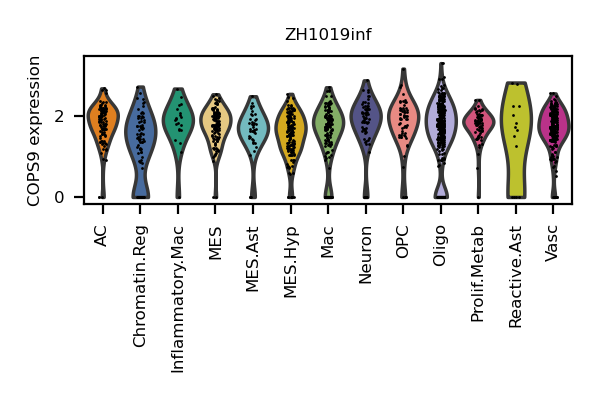 ZH1019inf
COPS9 expression
2
0
AC
Chromatin.Reg
Inflammatory.Mac
MES
MES.Ast
MES.Hyp
Mac
Neuron
OPC
Oligo
Prolif.Metab
Reactive.Ast
Vasc